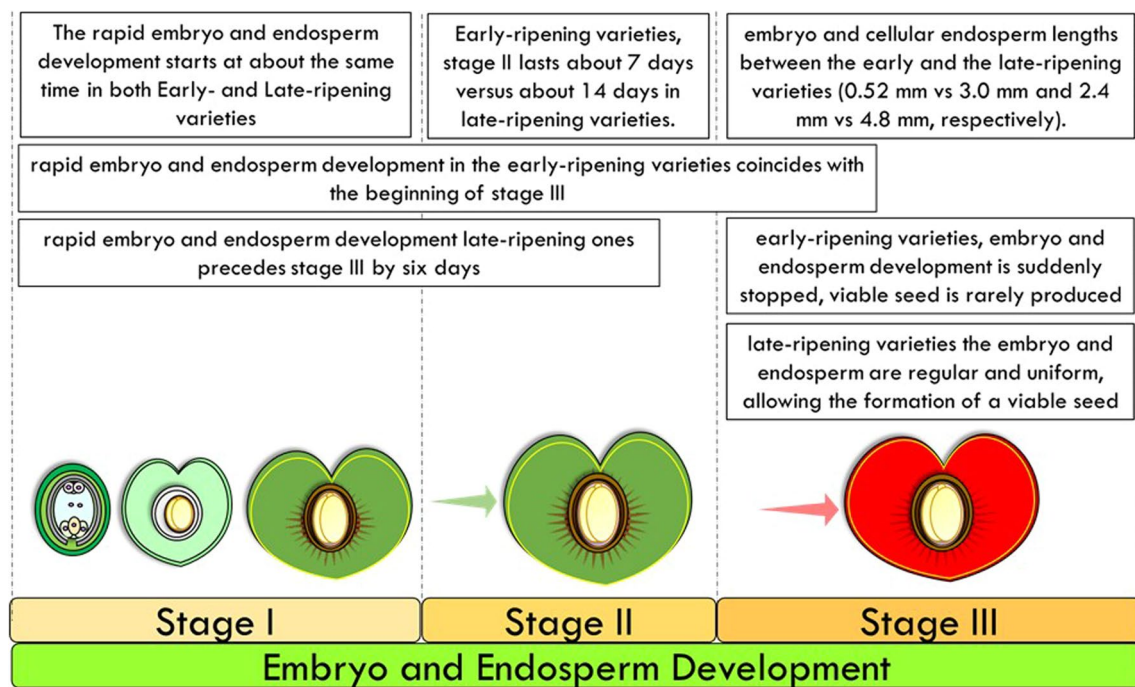 The rapid embryo and endosperm
development starts at about the same
time in both Early- and Late-ripening
varieties
Early-ripening varieties,
stage II lasts about 7 days
versus about 14 days in
late-ripening varieties.
embryo and cellular endosperm lengths
between the early and the late-ripening
varieties (0.52 mm vs 3.0 mm and 2.4
mm vs 4.8 mm, respectively).
rapid embryo and endosperm development in the early-ripening varieties coincides with
the beginning of stage III
rapid embryo and endosperm development late-ripening ones
precedes stage III by six days
early-ripening varieties, embryo and
endosperm development is suddenly
stopped, viable seed is rarely produced
late-ripening varieties the embryo and
endosperm are regular and uniform,
allowing the formation of a viable seed
Stage I
Stage II
Stage III
Embryo and Endosperm Development